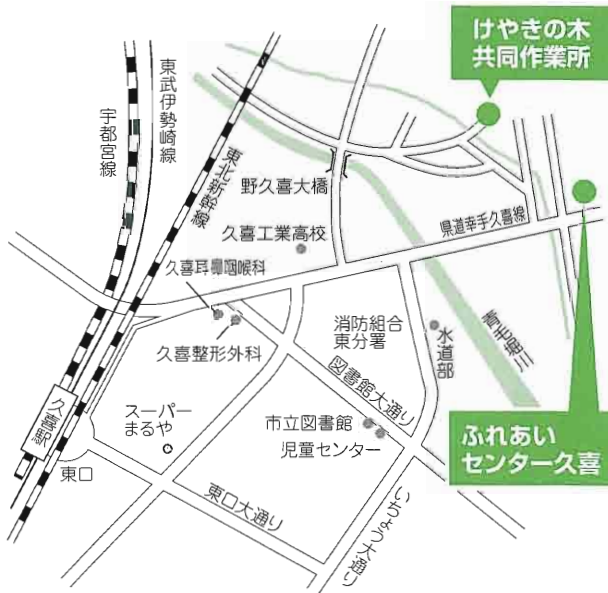 けやきの木
共同作業所
東武伊勢崎線
宇都宮線
東北新幹線
野久喜大橋
久喜工業高校
県道幸手久喜線
久喜耳鼻咽喉科
久喜整形外科
消防組合
東分署
水道部
青毛堀川
図書館大通り
スーパー
まるや
市立図書館
児童センター
久喜駅
東口
東口大通り
いちょう大通り
ふれあい
センター久喜